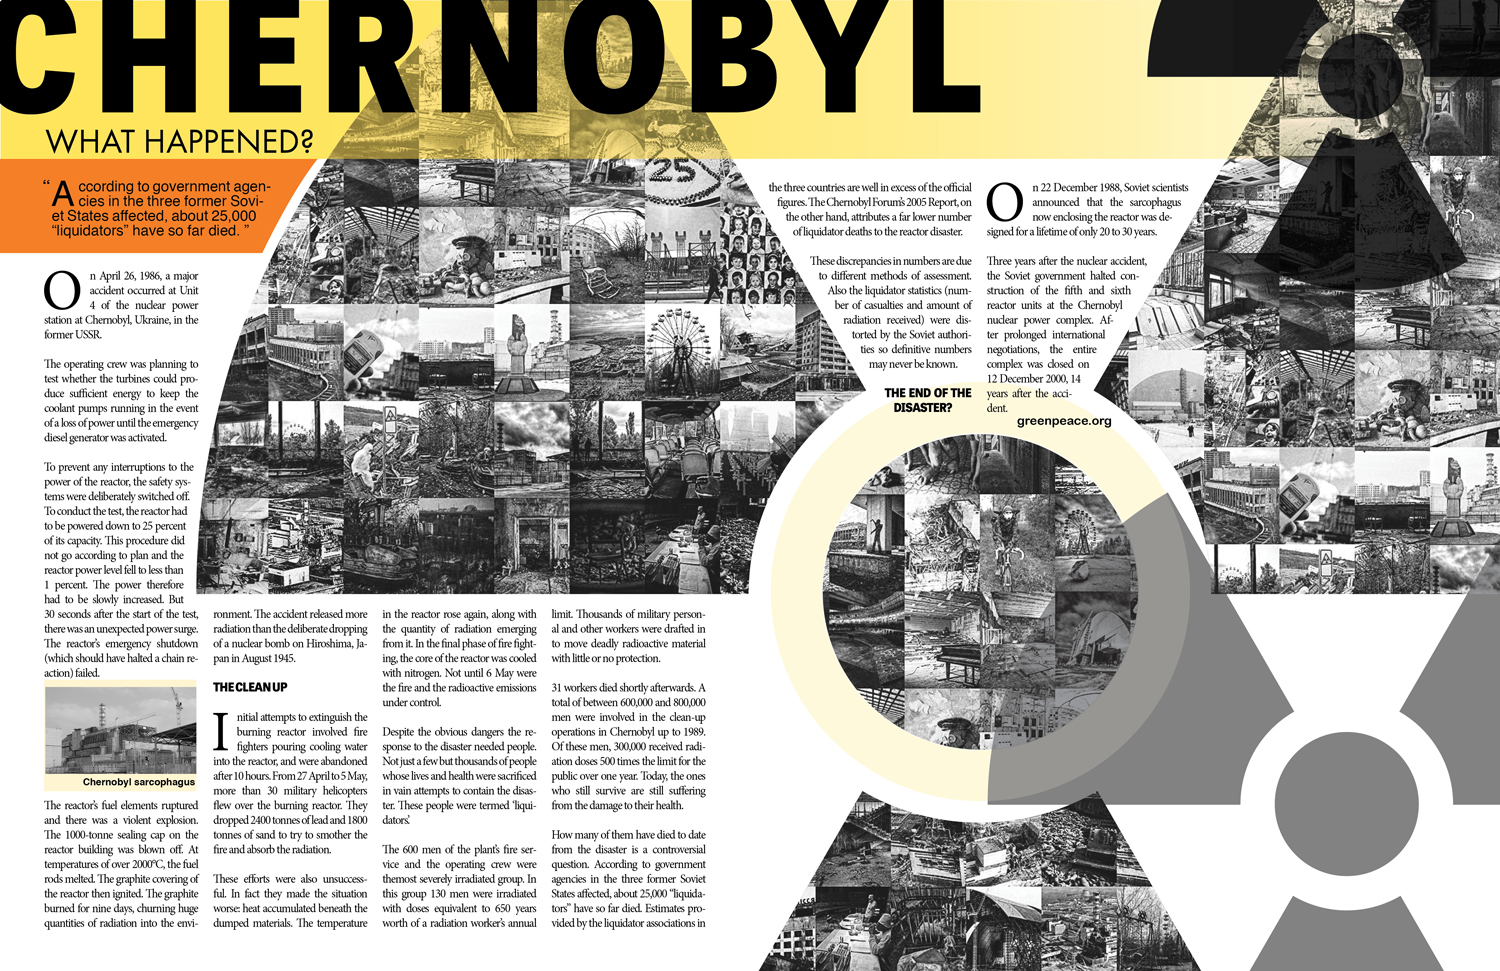 CHERNOBYL
WHAT HAPPENED?
“ According to government agen-
cies in the three former Sovi-
et States affected, about 25,000
“liquidators” have so far died. ”
On April 26, 1986, a major
accident occurred at Unit
4 of the nuclear power
station at Chernobyl, Ukraine, in the
former USSR.
The operating crew was planning to
test whether the turbines could pro-
duce sufficient energy to keep the
coolant pumps running in the event
of a loss of power until the emergency
diesel generator was activated.
To prevent any interruptions to the
power of the reactor, the safety sys-
tems were deliberately switched off.
To conduct the test, the reactor had
to be powered down to 25 percent
of its capacity. This procedure did
not go according to plan and the
reactor power level fell to less than
1 percent. The power therefore
had to be slowly increased. But
30 seconds after the start of the test,
there was an unexpected power surge.
The reactor’s emergency shutdown
(which should have halted a chain re-
action) failed.
Chernobyl sarcophagus
The reactor’s fuel elements ruptured
and there was a violent explosion.
The 1000-tonne sealing cap on the
reactor building was blown off. At
temperatures of over 2000°C, the fuel
rods melted. The graphite covering of
the reactor then ignited. The graphite
burned for nine days, churning huge
quantities of radiation into the envi-
ronment. The accident released more
radiation than the deliberate dropping
of a nuclear bomb on Hiroshima, Ja-
pan in August 1945.
THE CLEAN UP
Initial attempts to extinguish the
burning reactor involved fire
fighters pouring cooling water
into the reactor, and were abandoned
after 10 hours. From 27 April to 5 May,
more than 30 military helicopters
flew over the burning reactor. They
dropped 2400 tonnes of lead and 1800
tonnes of sand to try to smother the
fire and absorb the radiation.
These efforts were also unsuccess-
ful. In fact they made the situation
worse: heat accumulated beneath the
dumped materials. The temperature
in the reactor rose again, along with
the quantity of radiation emerging
from it. In the final phase of fire fight-
ing, the core of the reactor was cooled
with nitrogen. Not until 6 May were
the fire and the radioactive emissions
under control.
Despite the obvious dangers the re-
sponse to the disaster needed people.
Not just a few but thousands of people
whose lives and health were sacrificed
in vain attempts to contain the disas-
ter. These people were termed ‘liqui-
dators’.
The 600 men of the plant’s fire ser-
vice and the operating crew were
themost severely irradiated group. In
this group 130 men were irradiated
with doses equivalent to 650 years
worth of a radiation worker’s annual
limit. Thousands of military person-
al and other workers were drafted in
to move deadly radioactive material
with little or no protection.
31 workers died shortly afterwards. A
total of between 600,000 and 800,000
men were involved in the clean-up
operations in Chernobyl up to 1989.
Of these men, 300,000 received radi-
ation doses 500 times the limit for the
public over one year. Today, the ones
who still survive are still suffering
from the damage to their health.
How many of them have died to date
from the disaster is a controversial
question. According to government
agencies in the three former Soviet
States affected, about 25,000 “liquida-
tors” have so far died. Estimates pro-
vided by the liquidator associations in
the three countries are well in excess of the official
figures. The Chernobyl Forum’s 2005 Report, on
the other hand, attributes a far lower number
of liquidator deaths to the reactor disaster.
These discrepancies in numbers are due
to different methods of assessment.
Also the liquidator statistics (num-
ber of casualties and amount of
radiation received) were dis-
torted by the Soviet authori-
ties so definitive numbers
may never be known.
THE END OF THE
DISASTER?
On 22 December 1988, Soviet scientists
announced that the sarcophagus
now enclosing the reactor was de-
signed for a lifetime of only 20 to 30 years.
Three years after the nuclear accident,
the Soviet government halted con-
struction of the fifth and sixth
reactor units at the Chernobyl
nuclear power complex. Af-
ter prolonged international
negotiations, the entire
complex was closed on
12 December 2000, 14
years after the acci-
dent.
greenpeace.org
25